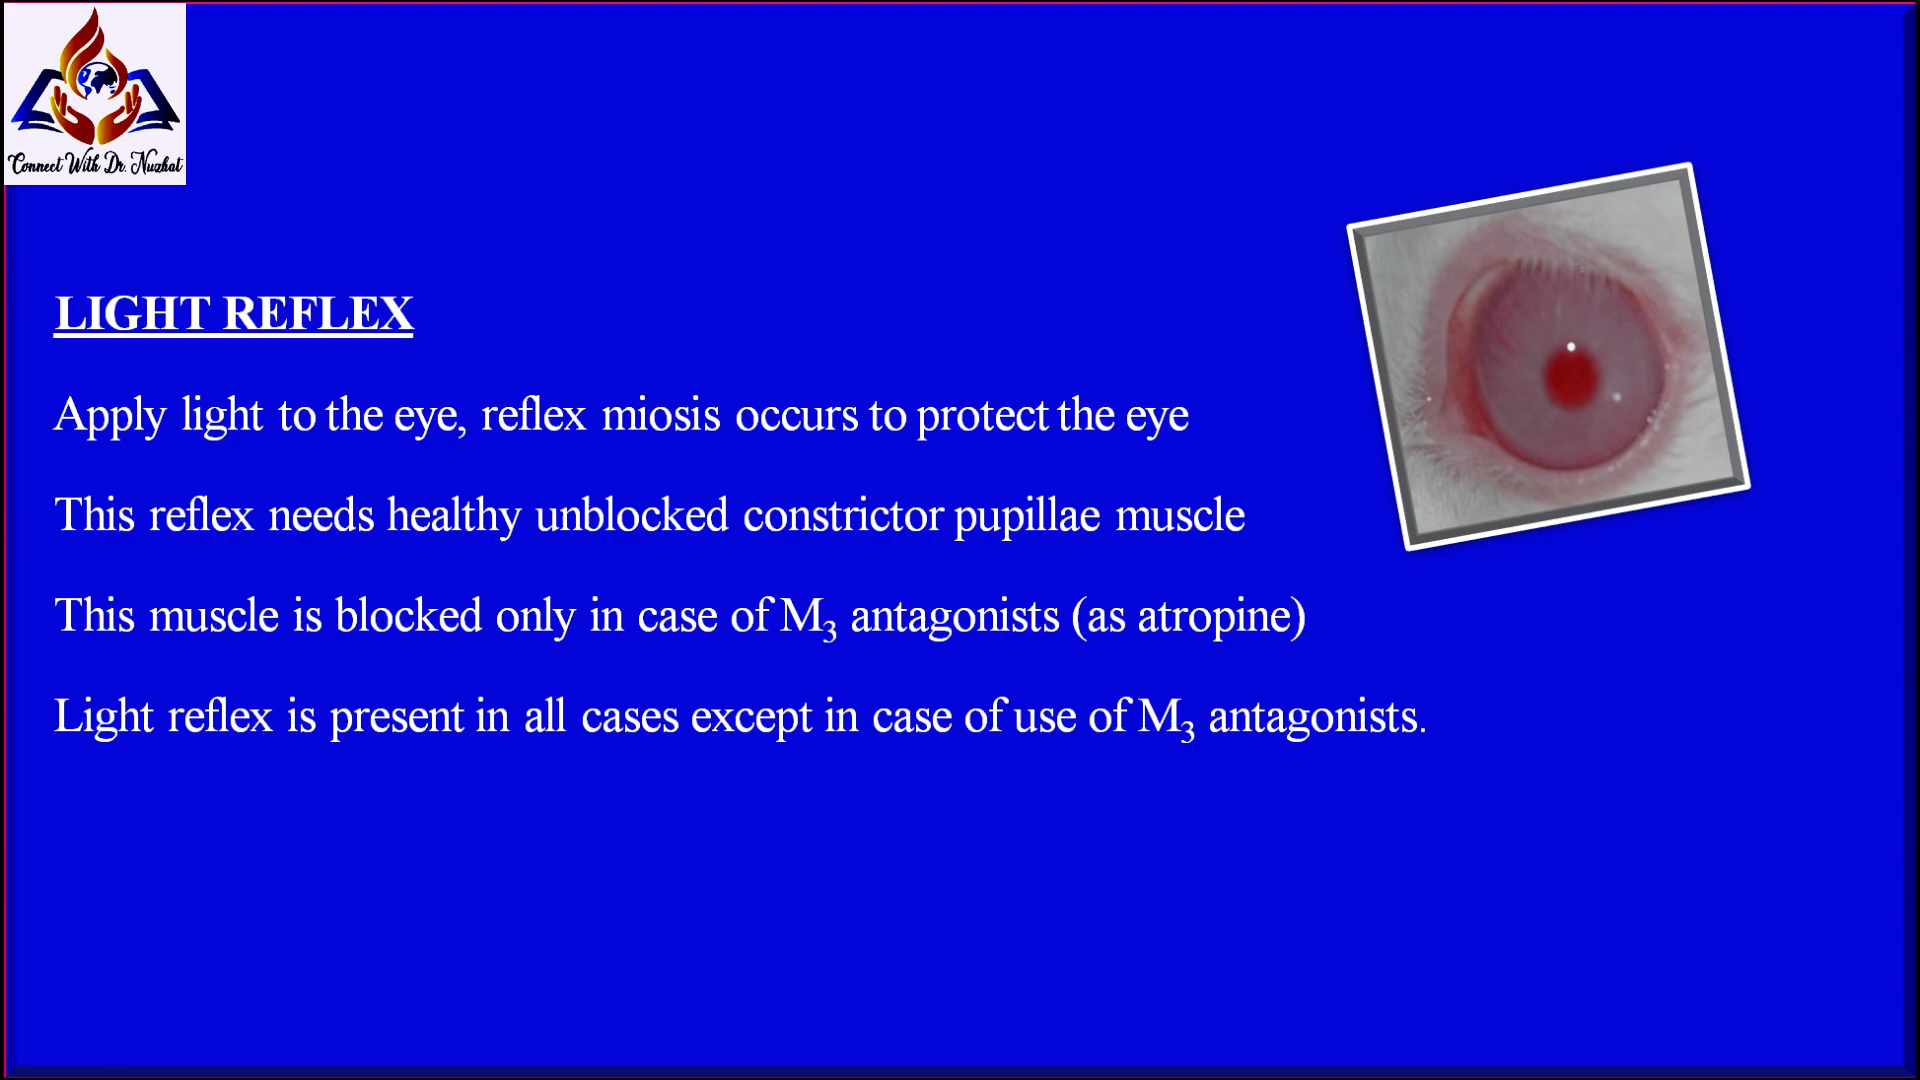 Connect With Dr. Nuzhat
LIGHT REFLEX
Apply light to the eye, reflex miosis occurs to protect the eye
This reflex needs healthy unblocked constrictor pupillae muscle
This muscle is blocked only in case of M₃ antagonists (as atropine)
Light reflex is present in all cases except in case of use of M₃ antagonists.